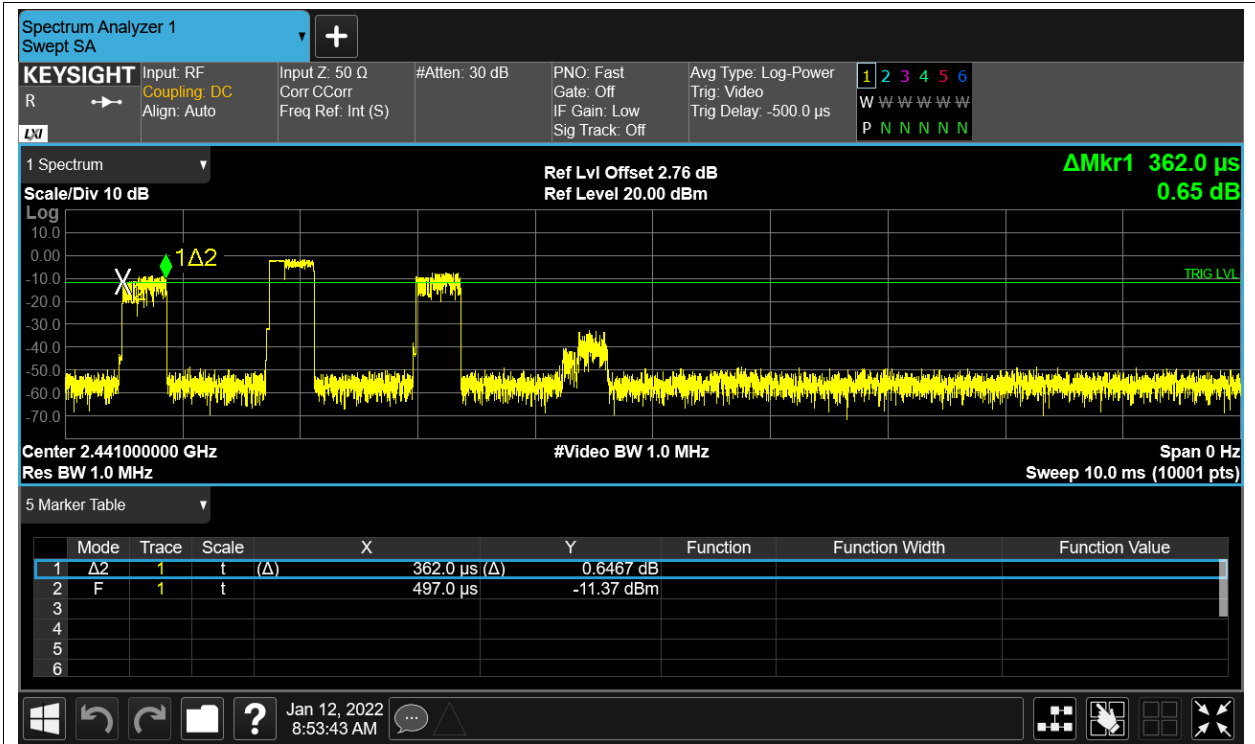 Spectrum Analyzer 1
Swept SA
KEYSIGHT
R
LXI
Input: RF
Coupling: DC
Align: Auto
Input Z: 50 Ω
Corr CCorr
Freq Ref: Int (S)
#Atten: 30 dB
PNO: Fast
Gate: Off
IF Gain: Low
Sig Track: Off
Avg Type: Log-Power
Trig: Video
Trig Delay: -500.0 µs
1 2 3 4 5 6
W W W W W W
P N N N N N
1 Spectrum
Scale/Div 10 dB
Ref Lvl Offset 2.76 dB
Ref Level 20.00 dBm
ΔMkr1 362.0 µs
0.65 dB
Log
10.0
0.00
-10.0
-20.0
-30.0
-40.0
-50.0
-60.0
-70.0
1Δ2
X2
TRIG LVL
Center 2.441000000 GHz
#Video BW 1.0 MHz
Span 0 Hz
Res BW 1.0 MHz
Sweep 10.0 ms (10001 pts)
5 Marker Table
Mode Trace Scale X Y Function Function Width Function Value
1 Δ2 1 t (Δ) 362.0 µs (Δ) 0.6467 dB
2 F 1 t 497.0 µs -11.37 dBm
3
4
5
6
?
Jan 12, 2022
8:53:43 AM